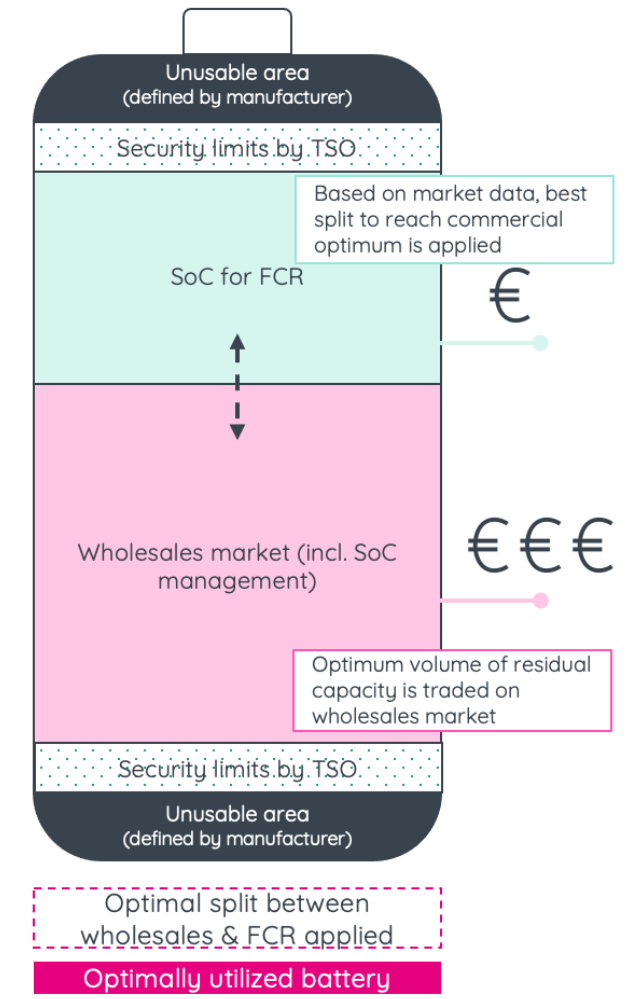 Unusable area
(defined by manufacturer)
Security limits by TSO
Based on market data, best
split to reach commercial
optimum is applied
SoC for FCR
€
€€€
Wholesales market (incl. SoC
management)
Optimum volume of residual
capacity is traded on
wholesales market
Security limits by TSO
Unusable area
(defined by manufacturer)
Optimal split between
wholesales & FCR applied
Optimally utilized battery